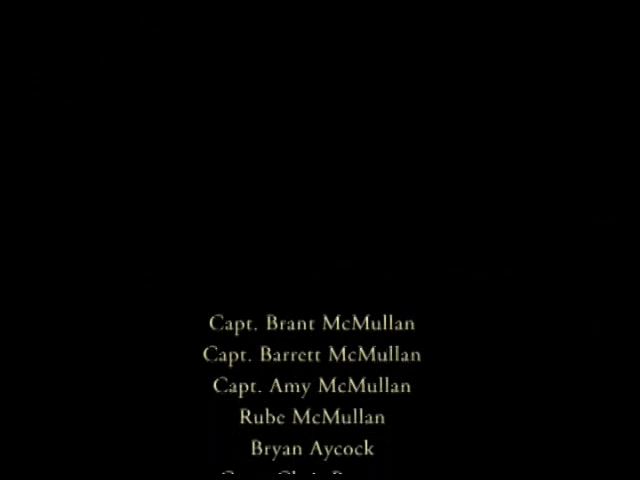 Capt. Brant McMullan
Capt. Barrett McMullan
Capt. Amy McMullan
Rube McMullan
Bryan Aycock